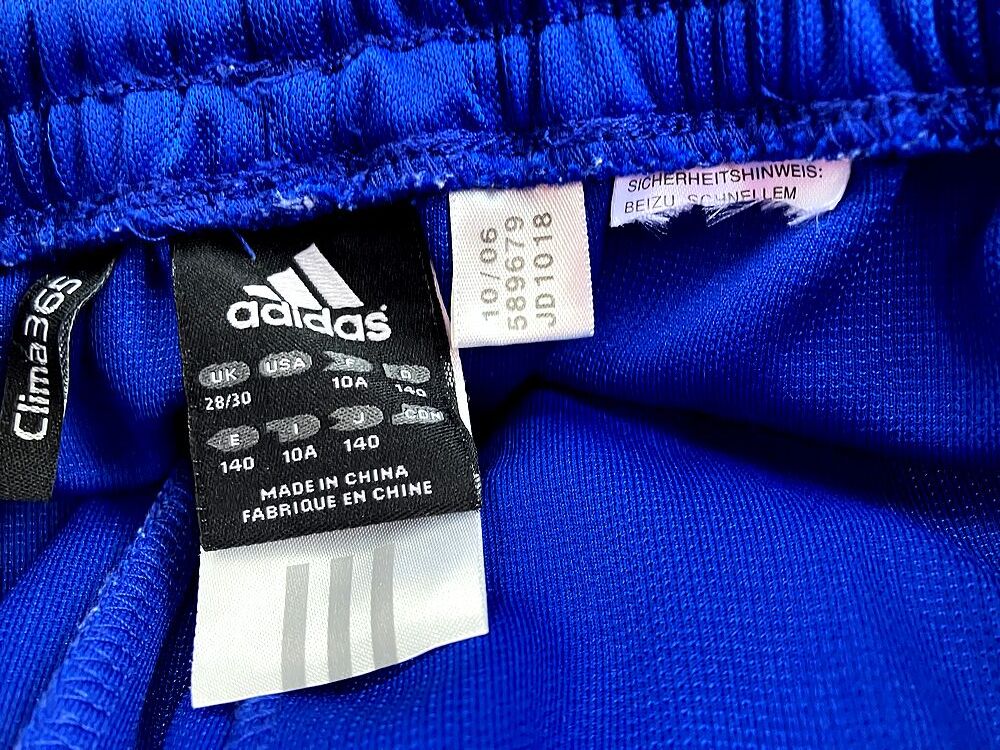 Clima365
adidas
UK USA F D
28/30 10A 140
E I J CDN
140 10A 140
MADE IN CHINA
FABRIQUE EN CHINE
10/06
589679
JD1018
SICHERHEITSHINWEIS:
BEIZU SCHNELLEM